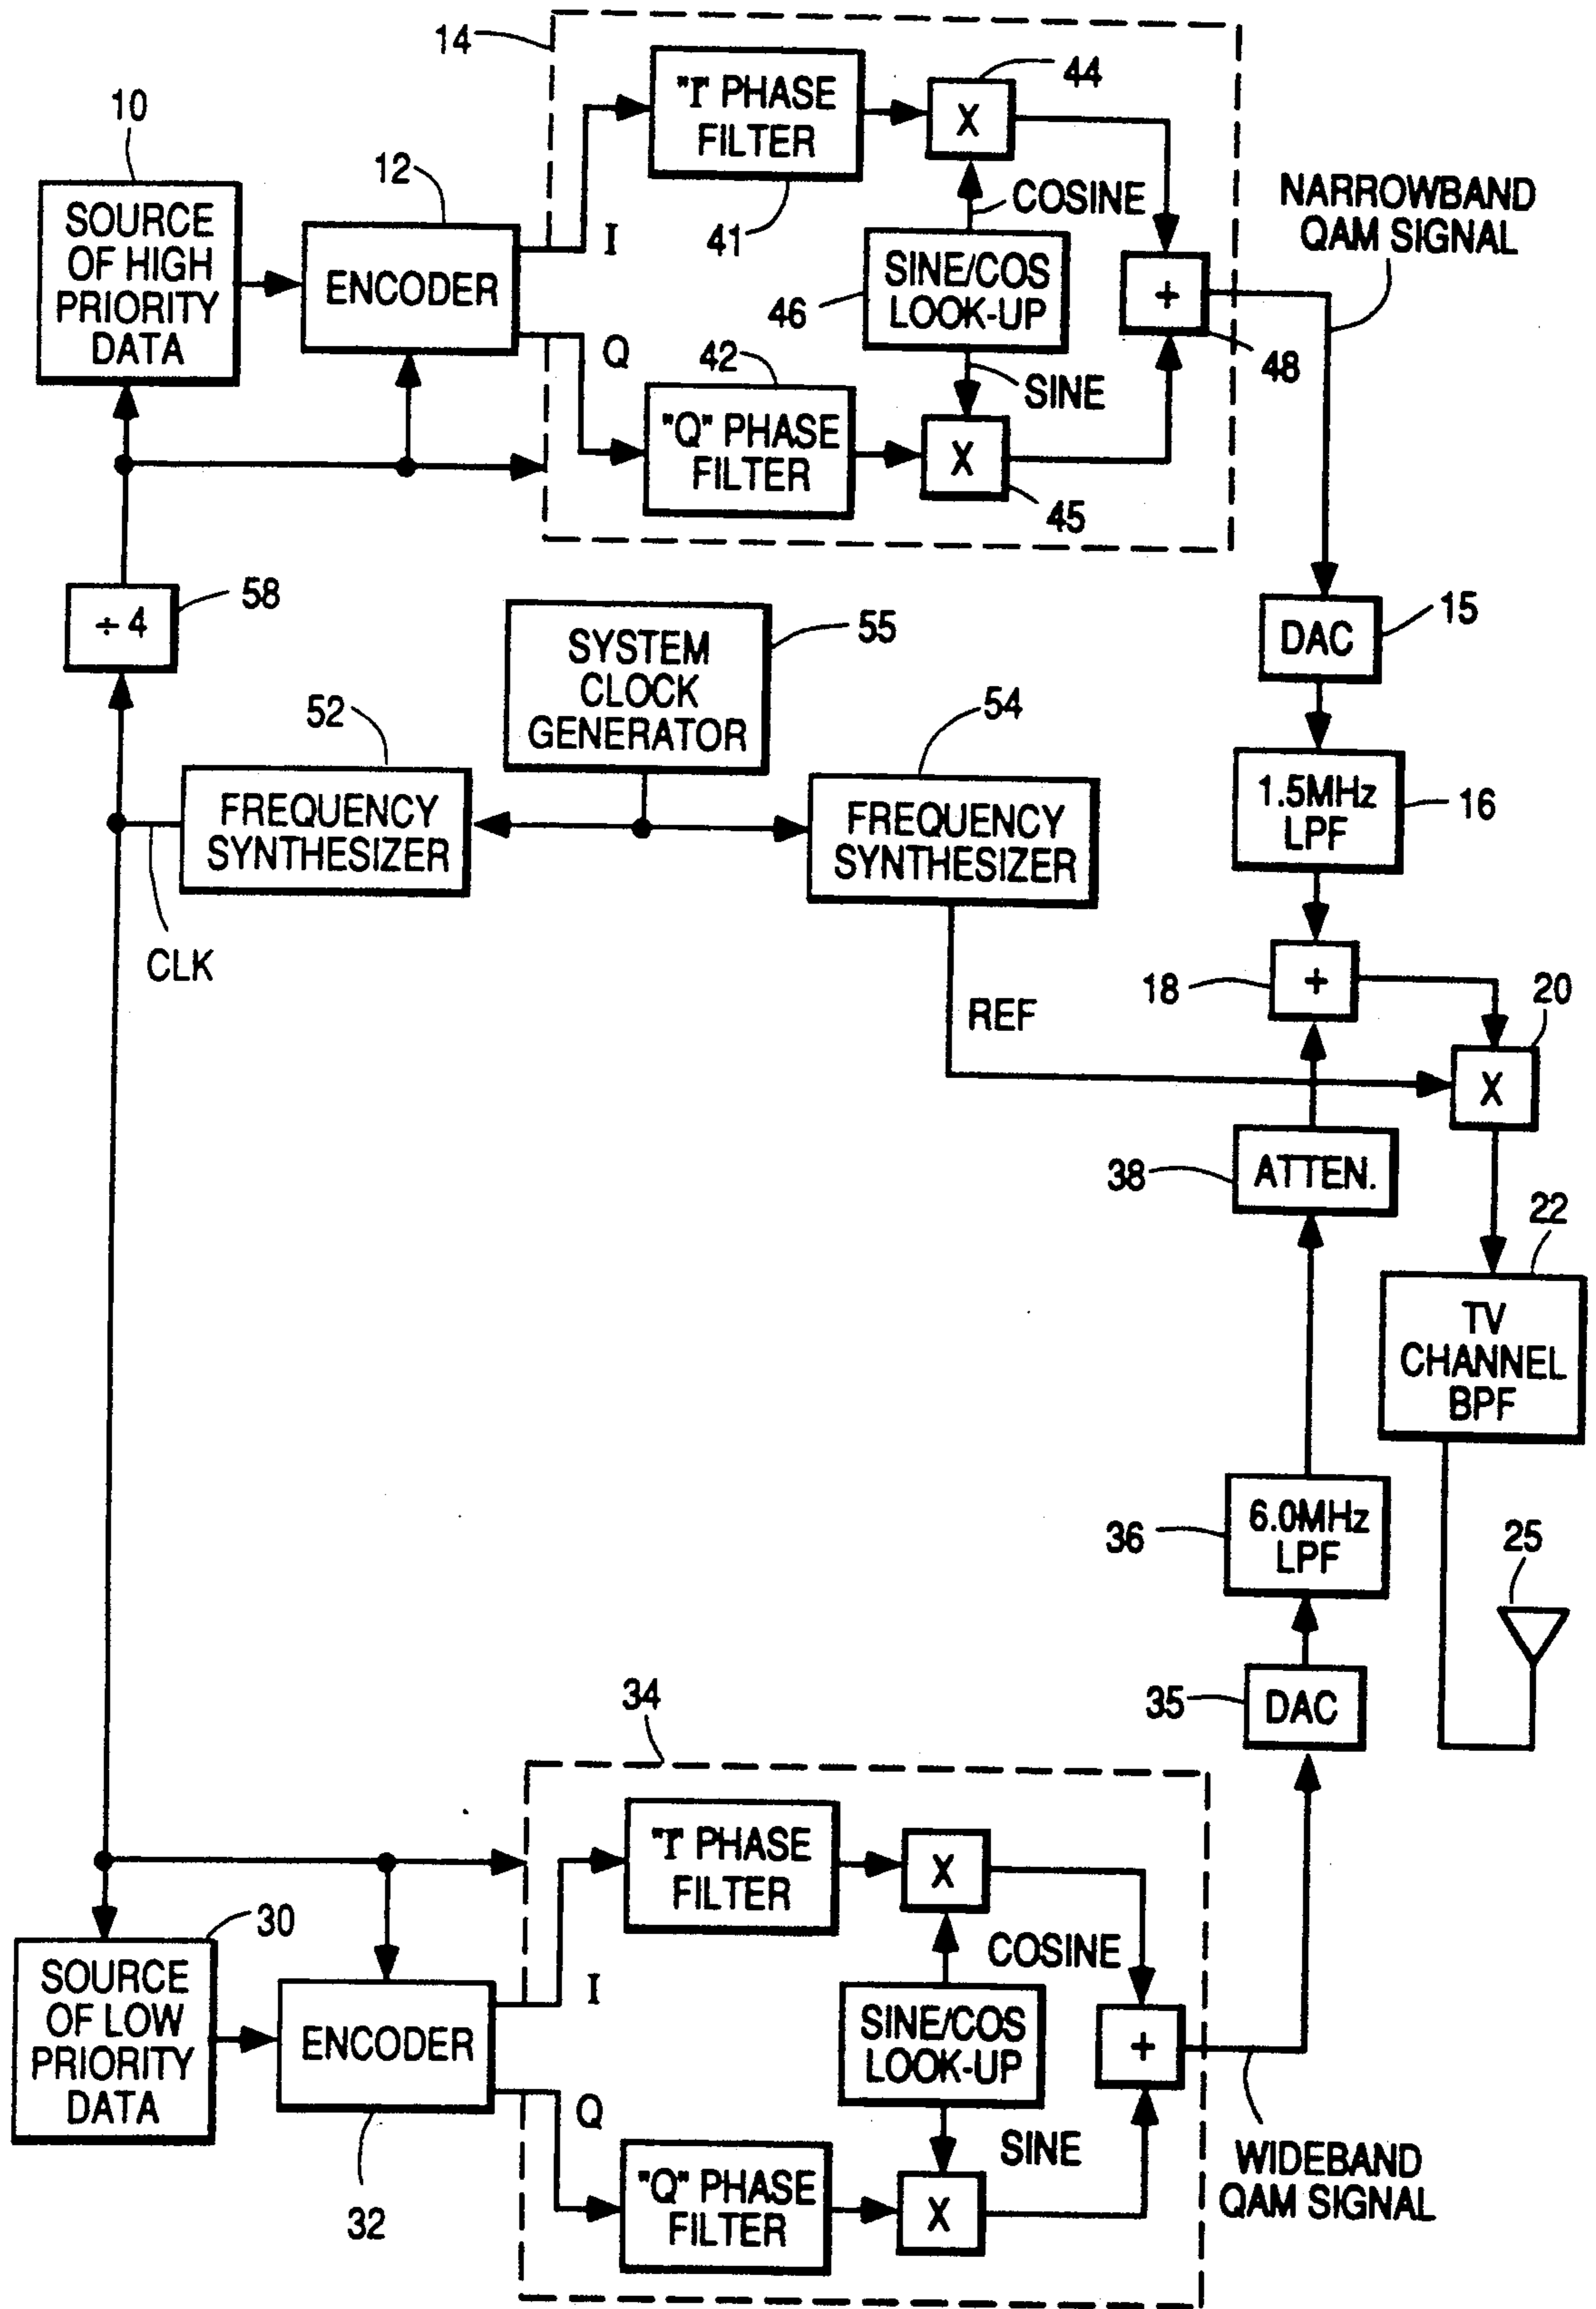 14
"I" PHASE
FILTER
41
X
44
COSINE
10
SOURCE
OF HIGH
PRIORITY
DATA
12
ENCODER
I
Q
SINE/COS
LOOK-UP
46
SINE
+
48
NARROWBAND
QAM SIGNAL
42
"Q" PHASE
FILTER
X
45
÷ 4
58
SYSTEM
CLOCK
GENERATOR
55
DAC
15
52
FREQUENCY
SYNTHESIZER
54
FREQUENCY
SYNTHESIZER
1.5MHz
LPF
16
CLK
REF
18
+
20
X
38
ATTEN.
22
TV
CHANNEL
BPF
36
6.0MHz
LPF
25
35
DAC
34
"I" PHASE
FILTER
X
COSINE
30
SOURCE
OF LOW
PRIORITY
DATA
ENCODER
32
I
Q
SINE/COS
LOOK-UP
SINE
+
"Q" PHASE
FILTER
X
WIDEBAND
QAM SIGNAL